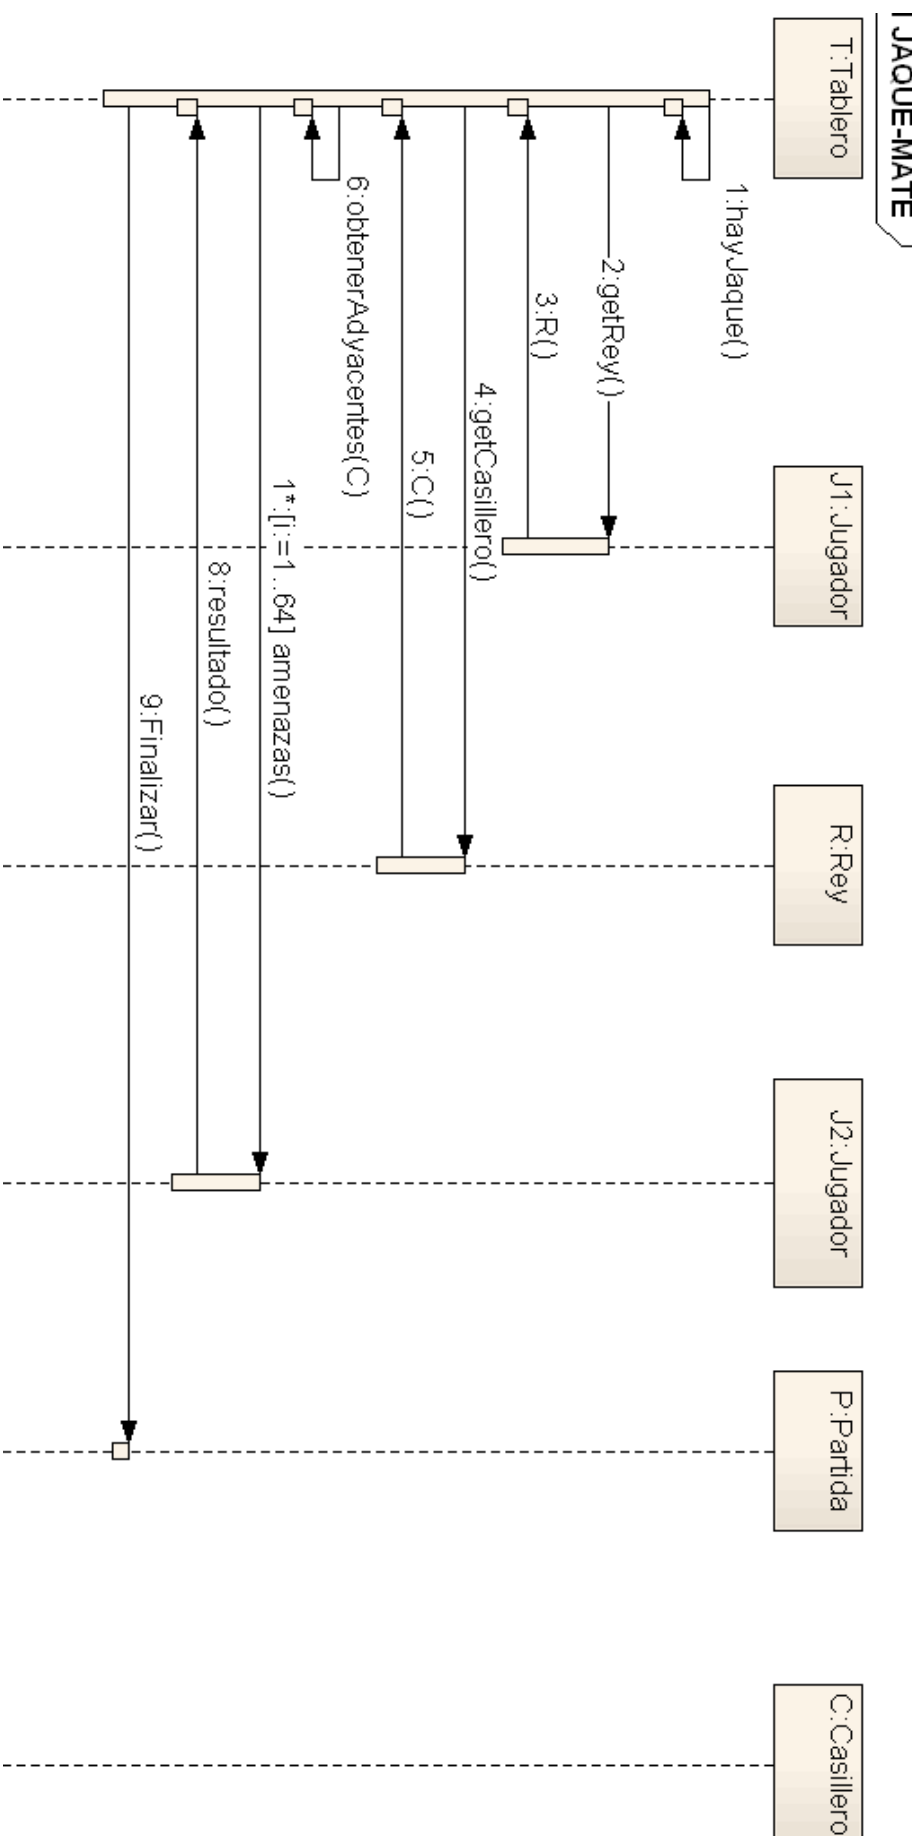 JAQUE-MATE
T:Tablero
J1:Jugador
R:Rey
J2:Jugador
P:Partida
C:Casillero
1:hayJaque()
2:getRey()
3:R()
4:getCasillero()
5:C()
6:obtenerAdyacentes(C)
1*:[i:=1..64] amenazas()
8:resultado()
9:Finalizar()